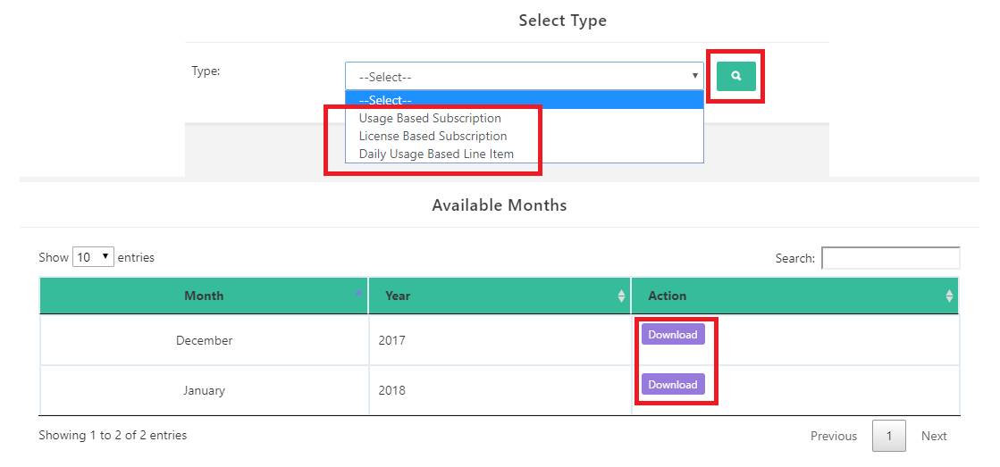 Select Type
Type:
--Select--
--Select--
Usage Based Subscription
License Based Subscription
Daily Usage Based Line Item
Available Months
Show 10 entries Search:
Month Year Action
December 2017 Download
January 2018 Download
Showing 1 to 2 of 2 entries Previous 1 Next